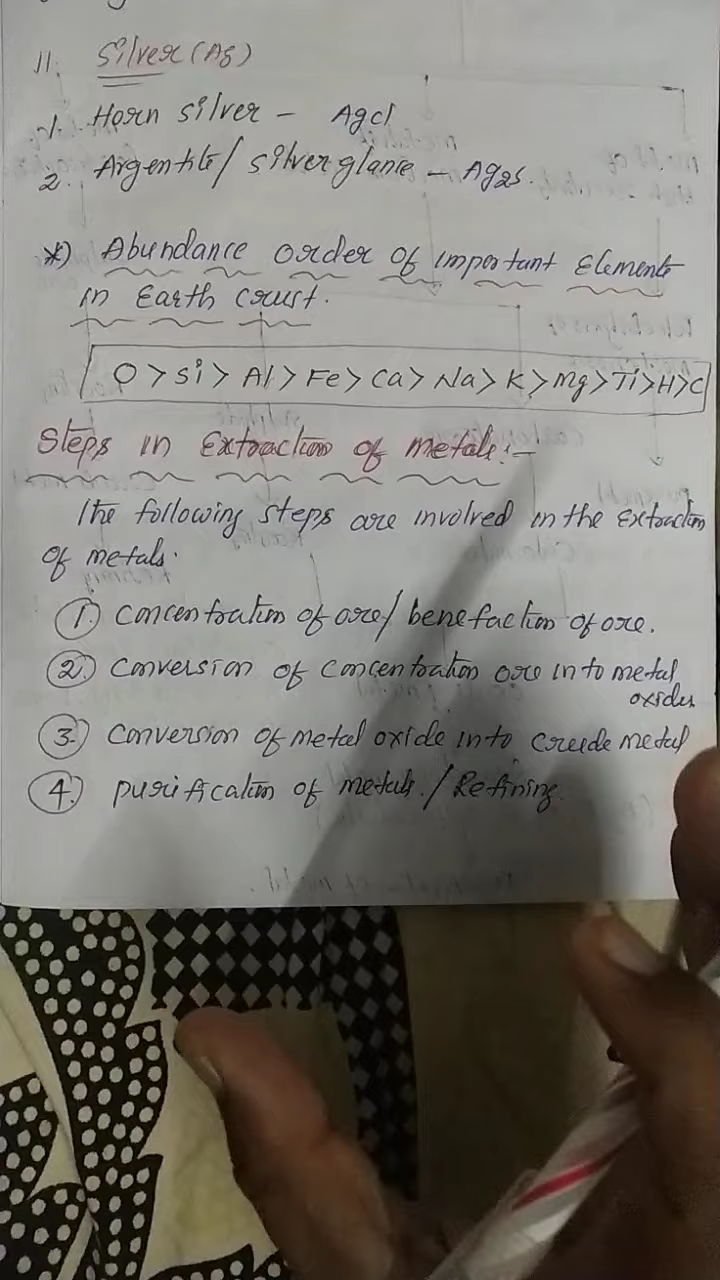 11. Silver (Ag)
1. Horn silver - Agcl
2. Argentite / silver glance - Ag2s.
*) Abundance order of important Elements
in Earth crust.
O > Si > Al > Fe > Ca > Na > K > Mg > Ti > H > C
Steps in Extraction of metals :-
The following steps are involved in the Extraction
of metals.
1. Concentration of ore / benefaction of ore.
2. Conversion of Concentration ore into metal
oxides
3. Conversion of metal oxide into crude metal
4. purification of metals. / Refining.